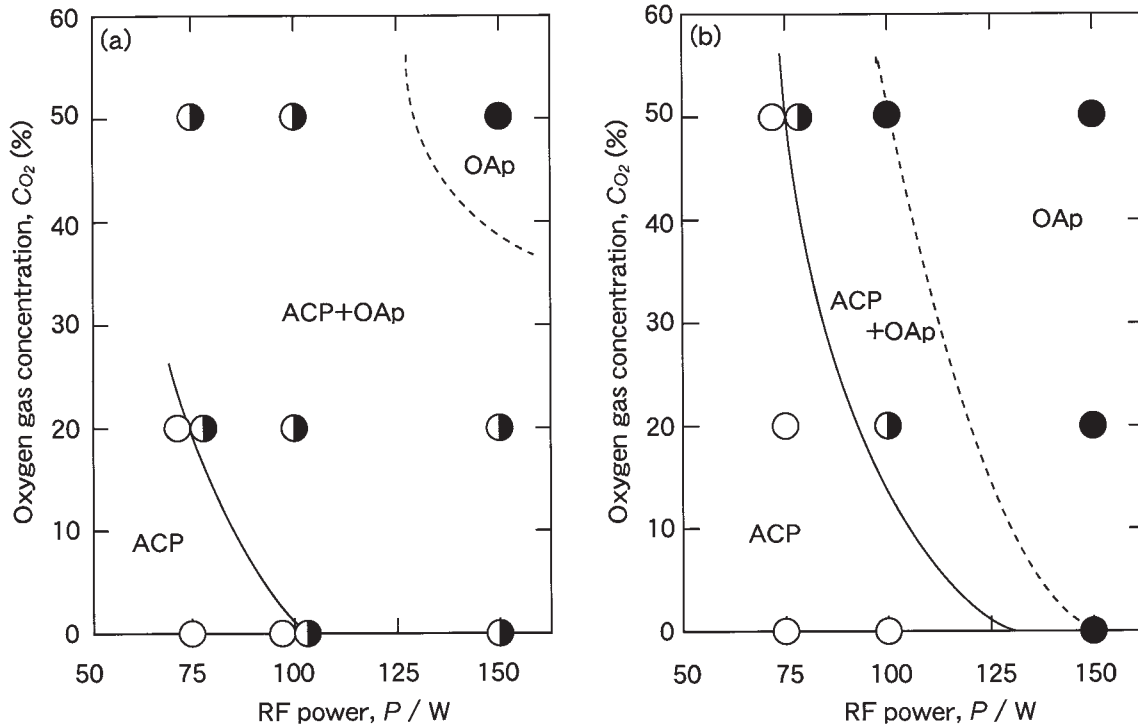 (a)
Oxygen gas concentration, CO2 (%)
60
50
40
30
20
10
0
OAp
ACP+OAp
ACP
50 75 100 125 150
RF power, P / W
(b)
Oxygen gas concentration, CO2 (%)
60
50
40
30
20
10
0
OAp
ACP
+OAp
ACP
50 75 100 125 150
RF power, P / W